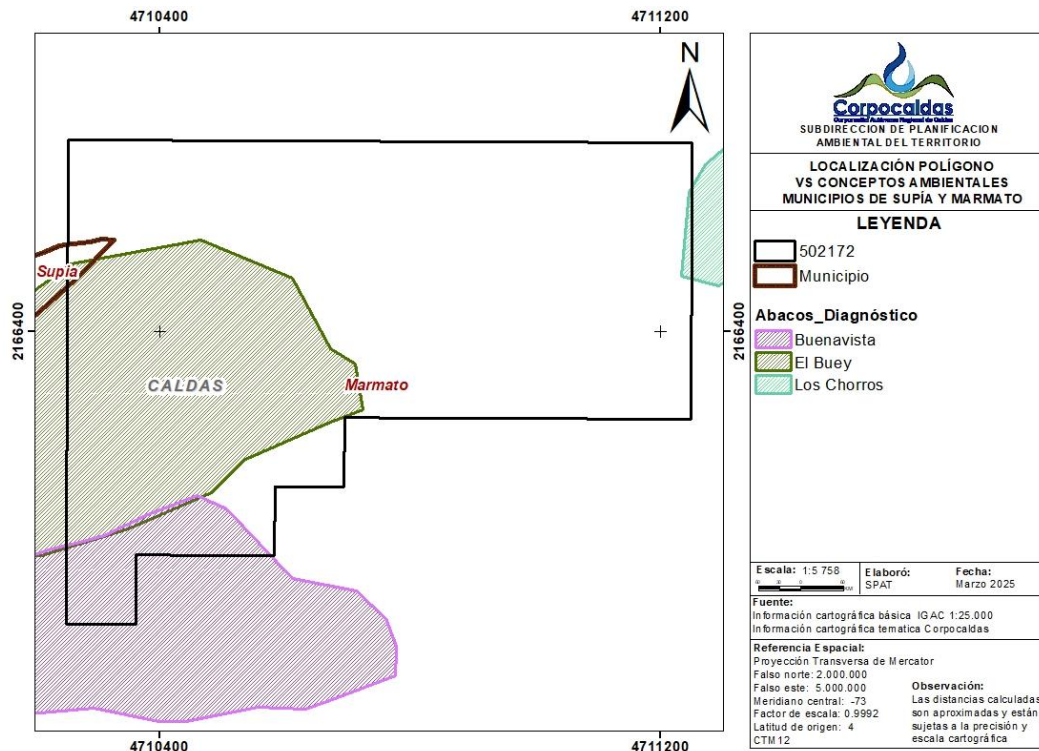 4710400
4711200
N
2166400
2166400
Supía
CALDAS
Marmato
4710400
4711200
Corpocaldas
Corporación Autónoma Regional de Caldas
SUBDIRECCION DE PLANIFICACION
AMBIENTAL DEL TERRITORIO
LOCALIZACIÓN POLÍGONO
VS CONCEPTOS AMBIENTALES
MUNICIPIOS DE SUPÍA Y MARMATO
LEYENDA
502172
Municipio
Abacos_Diagnóstico
Buenavista
El Buey
Los Chorros
Escala: 1:5 758
Elaboró:
SPAT
Fecha:
Marzo 2025
Fuente:
Información cartográfica básica IGAC 1:25.000
Información cartográfica tematica Corpocaldas
Referencia Espacial:
Proyección Transversa de Mercator
Falso norte: 2.000.000
Falso este: 5.000.000
Meridiano central: -73
Factor de escala: 0.9992
Latitud de origen: 4
CTM12
Observación:
Las distancias calculadas
son aproximadas y están
sujetas a la precisión y
escala cartográfica